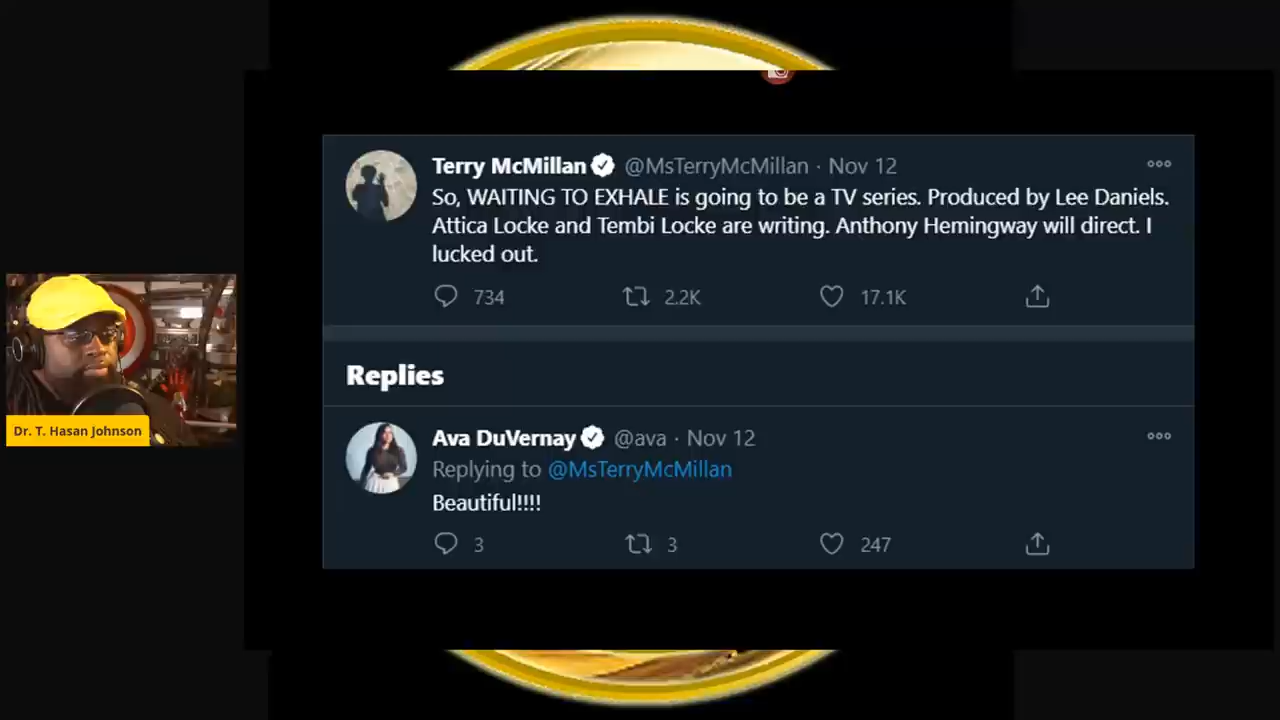 Terry McMillan @MsTerryMcMillan · Nov 12
So, WAITING TO EXHALE is going to be a TV series. Produced by Lee Daniels.
Attica Locke and Tembi Locke are writing. Anthony Hemingway will direct. I
lucked out.
734 2.2K 17.1K
Replies
Ava DuVernay @ava · Nov 12
Replying to @MsTerryMcMillan
Beautiful!!!!
3 3 247
Dr. T. Hasan Johnson